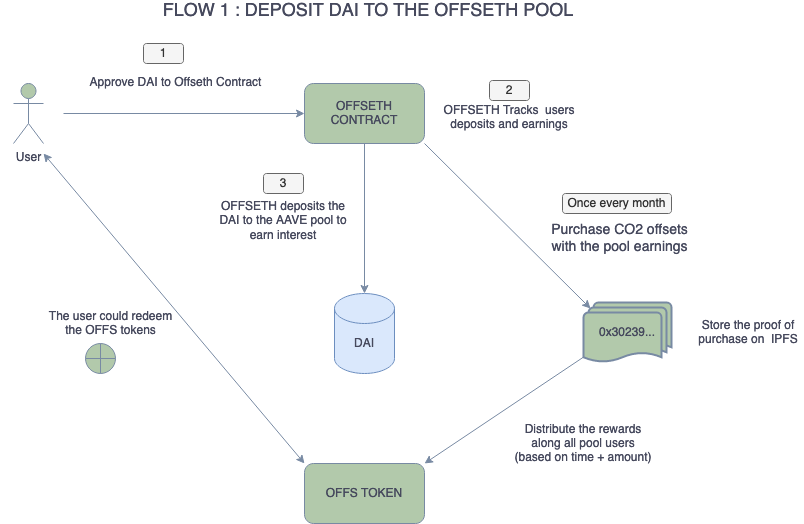 FLOW 1 : DEPOSIT DAI TO THE OFFSETH POOL
1
Approve DAI to Offseth Contract
User
OFFSETH
CONTRACT
2
OFFSETH Tracks users
deposits and earnings
3
OFFSETH deposits the
DAI to the AAVE pool to
earn interest
Once every month
Purchase CO2 offsets
with the pool earnings
The user could redeem
the OFFS tokens
DAI
0x30239...
Store the proof of
purchase on IPFS
Distribute the rewards
along all pool users
(based on time + amount)
OFFS TOKEN